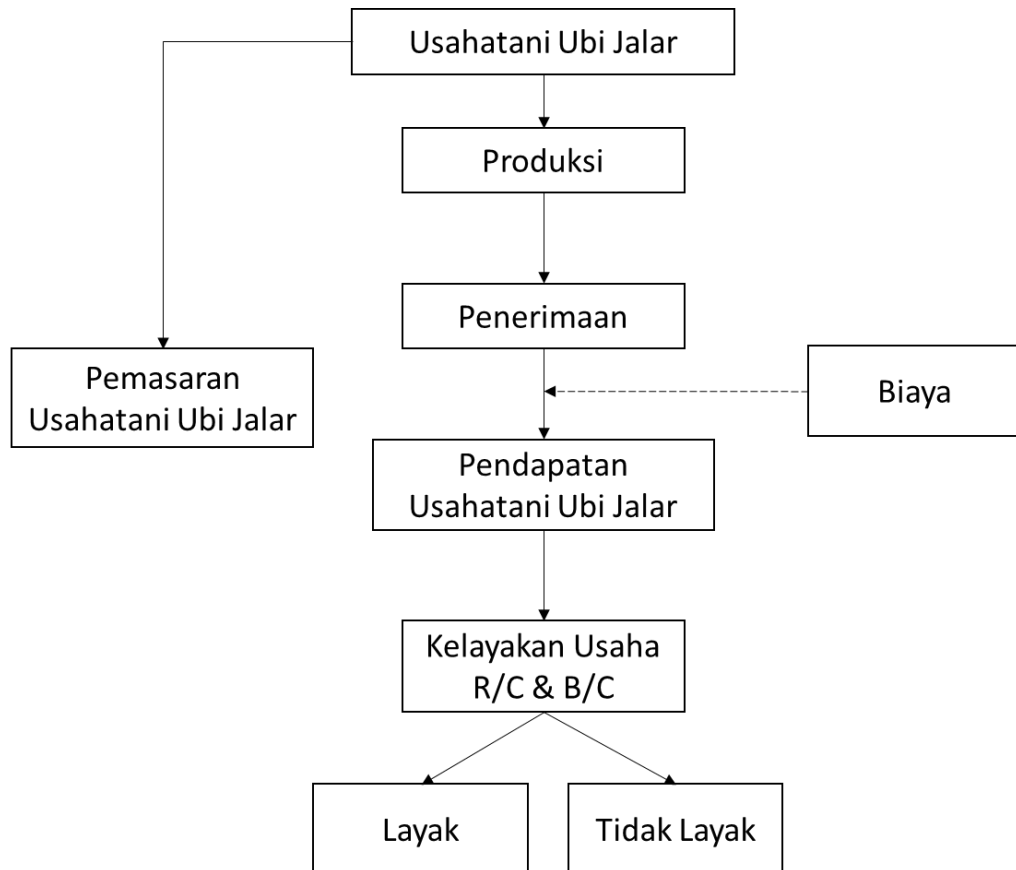 Usahatani Ubi Jalar
Produksi
Penerimaan
Pemasaran
Usahatani Ubi Jalar
Biaya
Pendapatan
Usahatani Ubi Jalar
Kelayakan Usaha
R/C & B/C
Layak
Tidak Layak